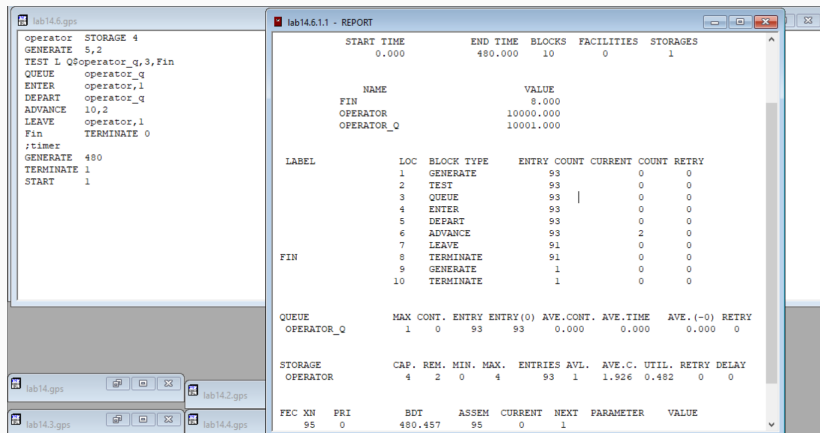 lab14.6.gps
operator STORAGE 4
GENERATE 5,2
TEST L Q$operator_q,3,Fin
QUEUE operator_q
ENTER operator,1
DEPART operator_q
ADVANCE 10,2
LEAVE operator,1
Fin TERMINATE 0
;timer
GENERATE 480
TERMINATE 1
START 1
lab14.6.1.1 - REPORT
START TIME END TIME BLOCKS FACILITIES STORAGES
0.000 480.000 10 0 1
NAME VALUE
FIN 8.000
OPERATOR 10000.000
OPERATOR_Q 10001.000
LABEL LOC BLOCK TYPE ENTRY COUNT CURRENT COUNT RETRY
1 GENERATE 93 0 0
2 TEST 93 0 0
3 QUEUE 93 0 0
4 ENTER 93 0 0
5 DEPART 93 0 0
6 ADVANCE 93 2 0
7 LEAVE 91 0 0
FIN 8 TERMINATE 91 0 0
9 GENERATE 1 0 0
10 TERMINATE 1 0 0
QUEUE MAX CONT. ENTRY ENTRY(0) AVE.CONT. AVE.TIME AVE.(-0) RETRY
OPERATOR_Q 1 0 93 93 0.000 0.000 0.000 0
STORAGE CAP. REM. MIN. MAX. ENTRIES AVL. AVE.C. UTIL. RETRY DELAY
OPERATOR 4 2 0 4 93 1 1.926 0.482 0 0
FEC XN PRI BDT ASSEM CURRENT NEXT PARAMETER VALUE
95 0 480.457 95 0 1
lab14.gps
lab14.2.gps
lab14.3.gps
lab14.4.gps